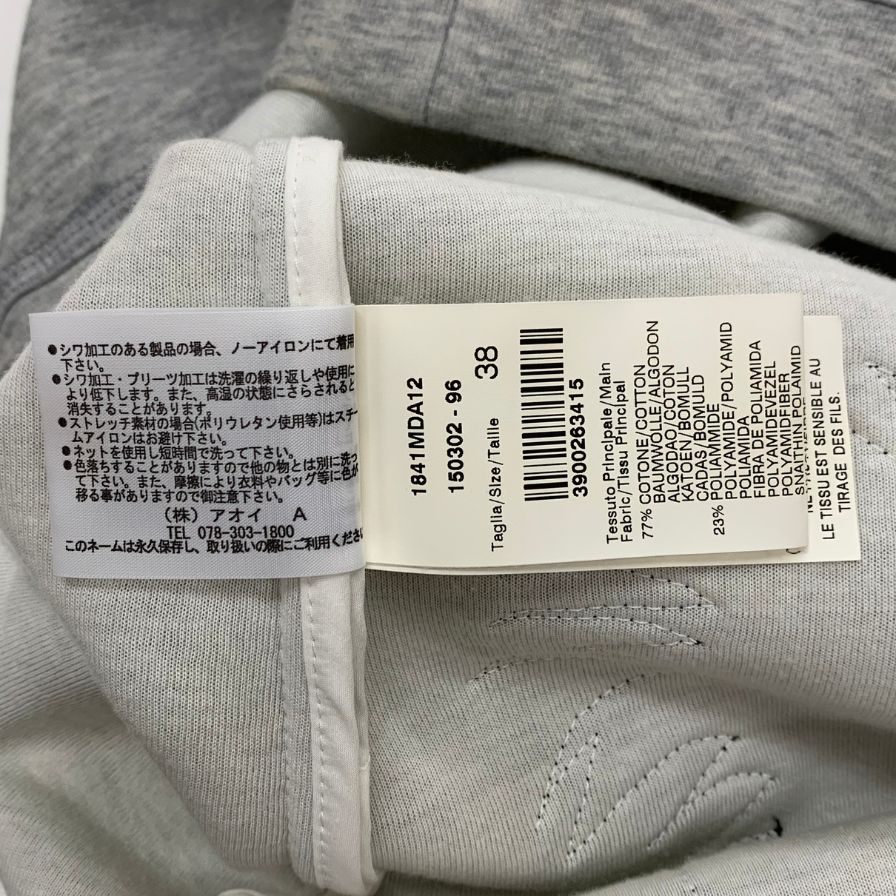 ●シワ加工のある製品の場合、ノーアイロンにて着用
下さい。
●シワ加工・プリーツ加工は洗濯の繰り返しや使用に
より低下します。また、高温の状態にさらされると
消失することがあります。
●ストレッチ素材の場合(ポリウレタン使用等)はスチー
ムアイロンはお避け下さい。
●ネットを使用し短時間で洗って下さい。
●色落ちすることがありますので他の物とは別に洗っ
て下さい。また、摩擦により衣料やバッグ等に色が
移る事がありますので御注意下さい。
(株) アオイ A
TEL 078-303-1800
このネームは永久保存し、取り扱いの際にご利用くださ
1841MDA12
150302 - 96
Taglia/Size/Taille 38
3900263415
Tessuto Principale/Main
Fabric/Tissu Principal
77% COTONE/COTTON
BAUMWOLLE/ALGODON
ALGODAO/COTON
KATOEN/BOMULL
CADAS/BOMULD
23% POLIAMMIDE
POLYAMIDE/POLYAMID
POLIAMIDA
FIBRA DE POLIAMIDA
POLYAMIDEVEZEL
POLYAMIDFIBER
SNAITHIN POLAIMID
LE TISSU EST SENSIBLE AU
TIRAGE DES FILS.